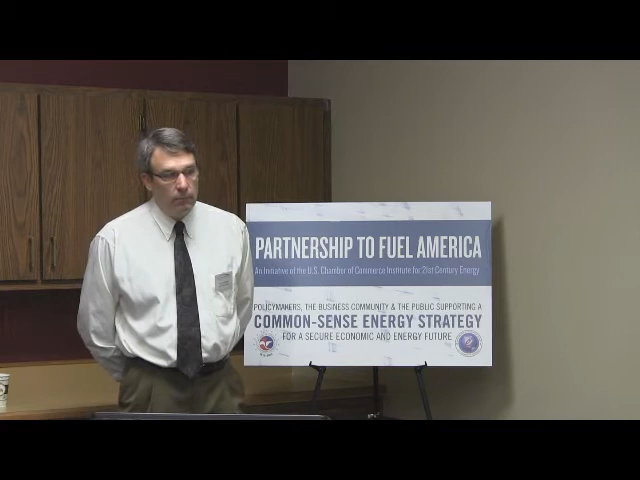 PARTNERSHIP TO FUEL AMERICA
An Initiative of the U.S. Chamber of Commerce Institute for 21st Century Energy
POLICYMAKERS, THE BUSINESS COMMUNITY & THE PUBLIC SUPPORTING A
COMMON-SENSE ENERGY STRATEGY
FOR A SECURE ECONOMIC AND ENERGY FUTURE